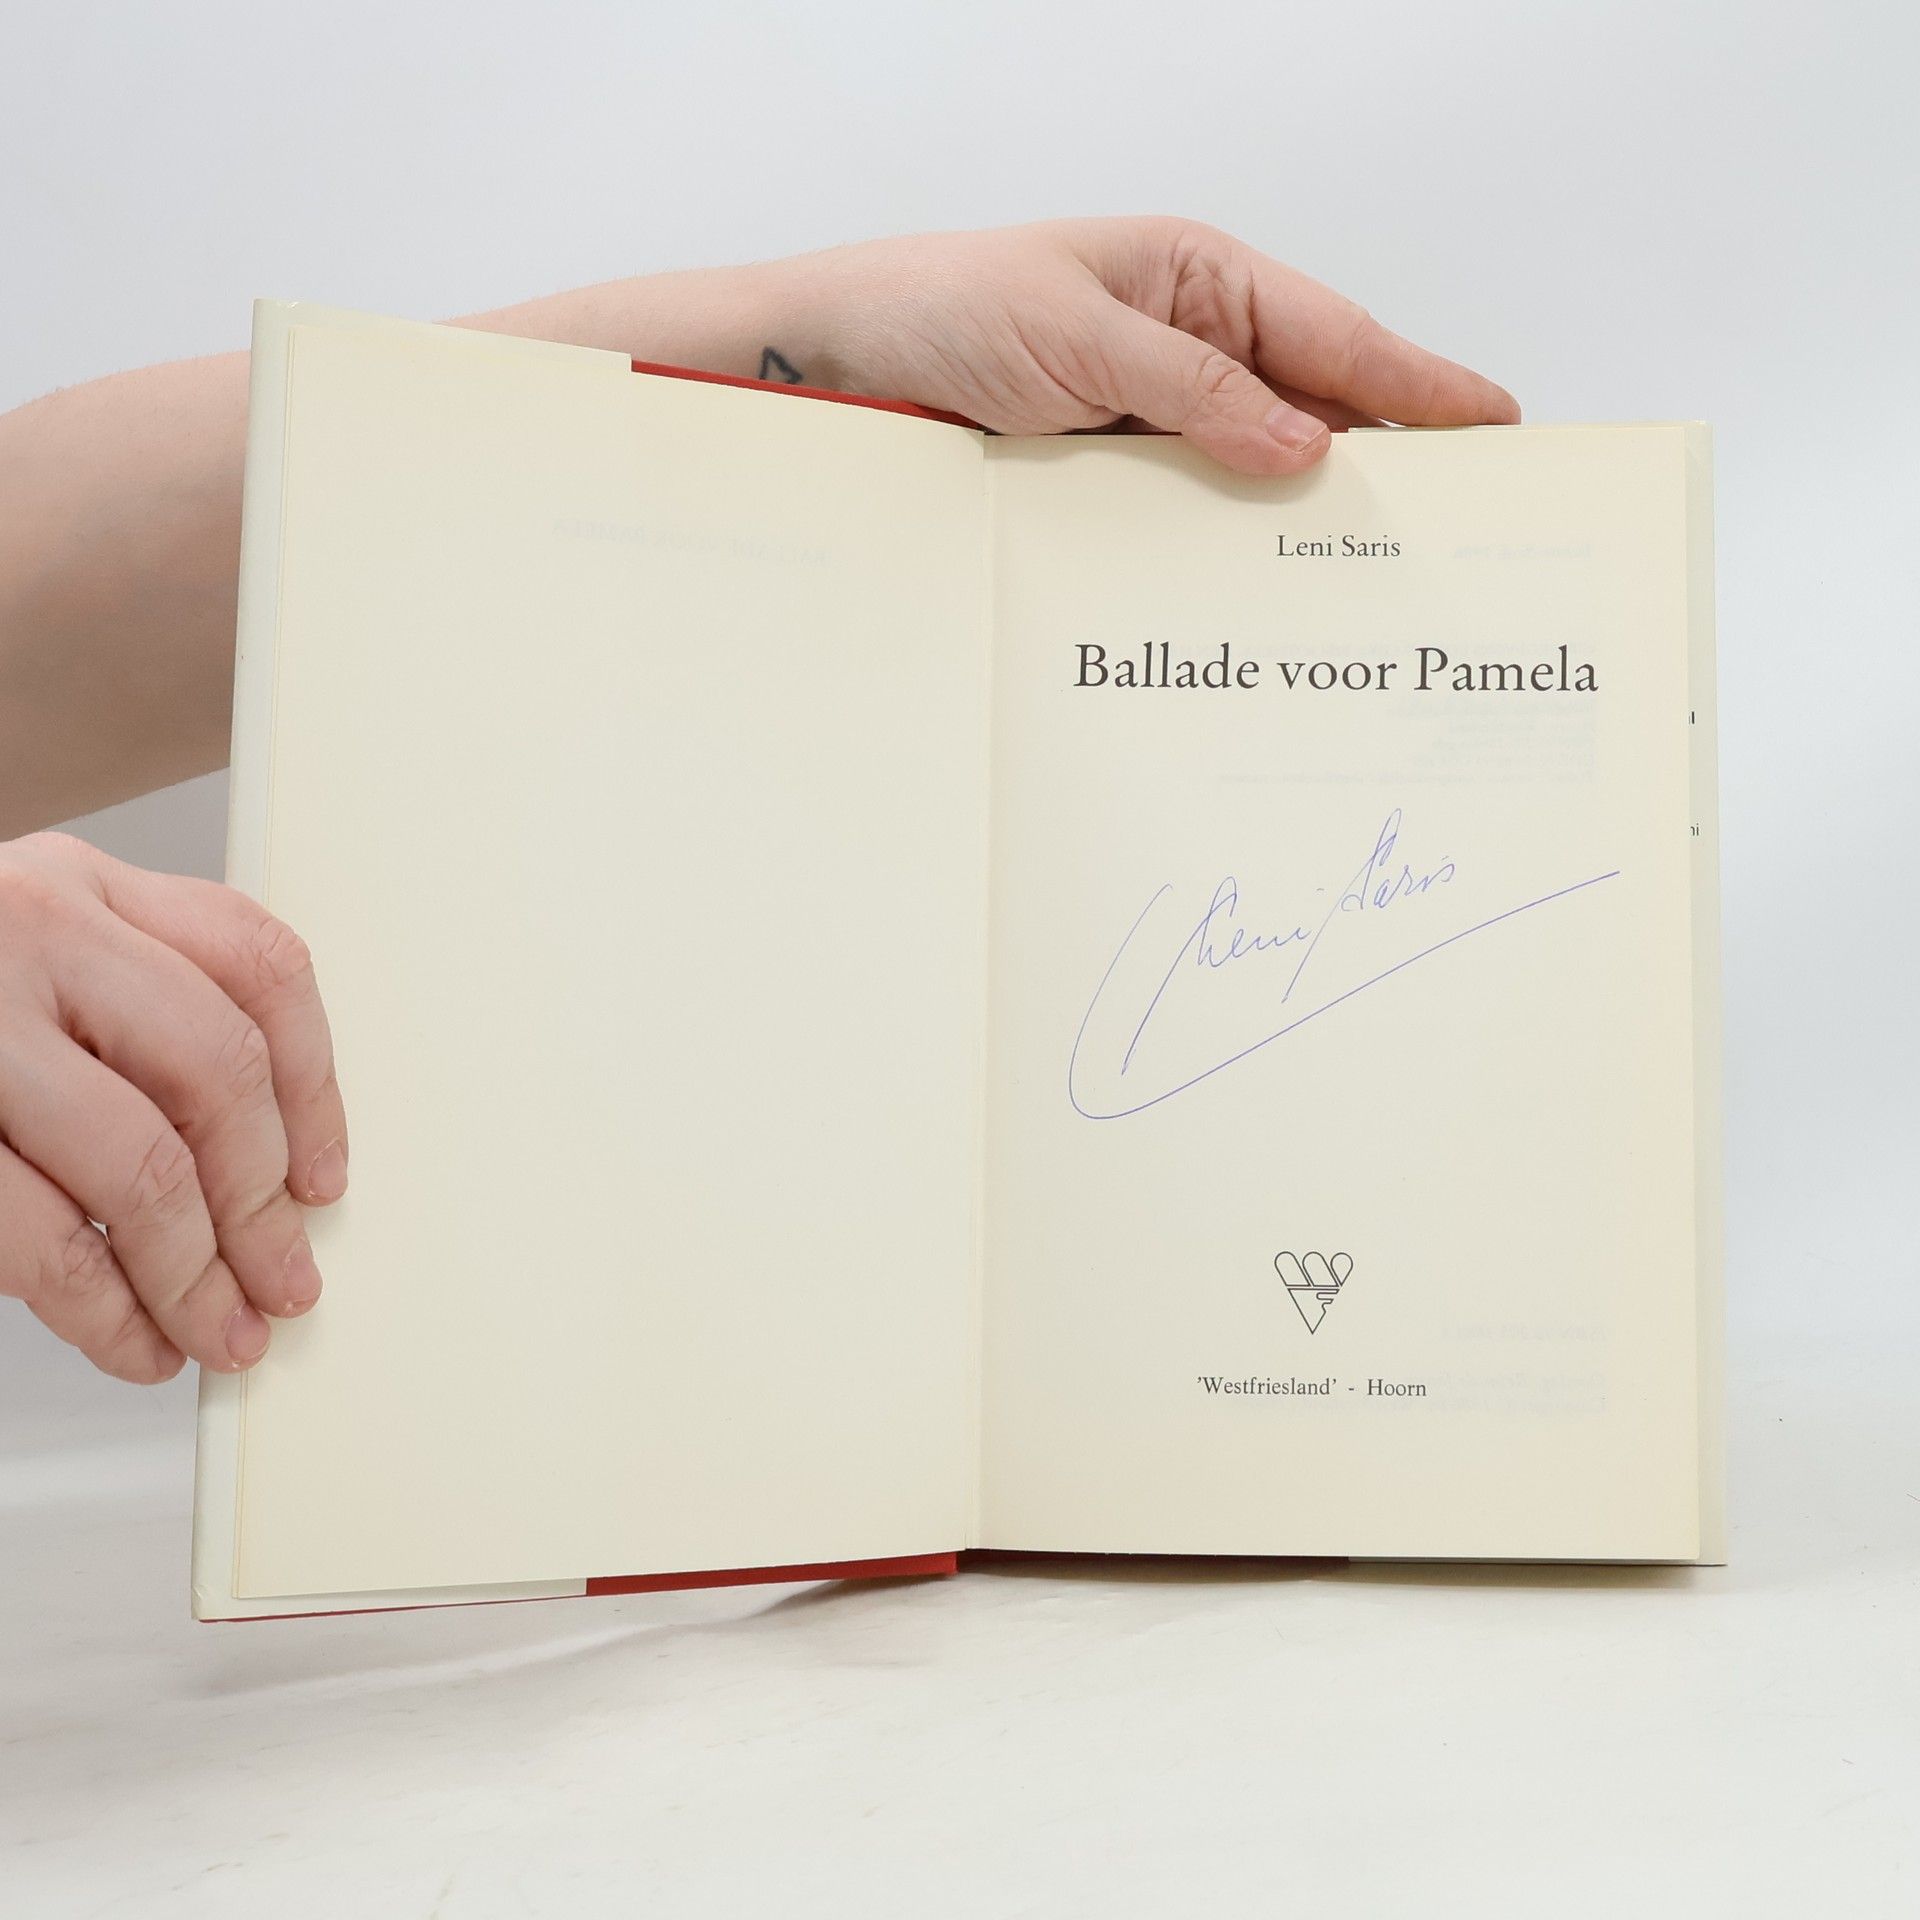 Leni Saris
Ballade voor Pamela
Leni Saris
'Westfriesland' - Hoorn